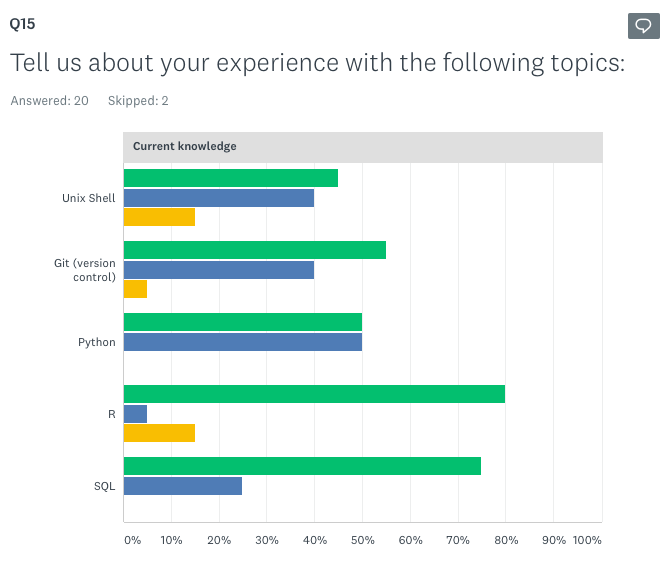 Q15
Tell us about your experience with the following topics:
Answered: 20 Skipped: 2
Current knowledge
Unix Shell
Git (version
control)
Python
R
SQL
0% 10% 20% 30% 40% 50% 60% 70% 80% 90% 100%